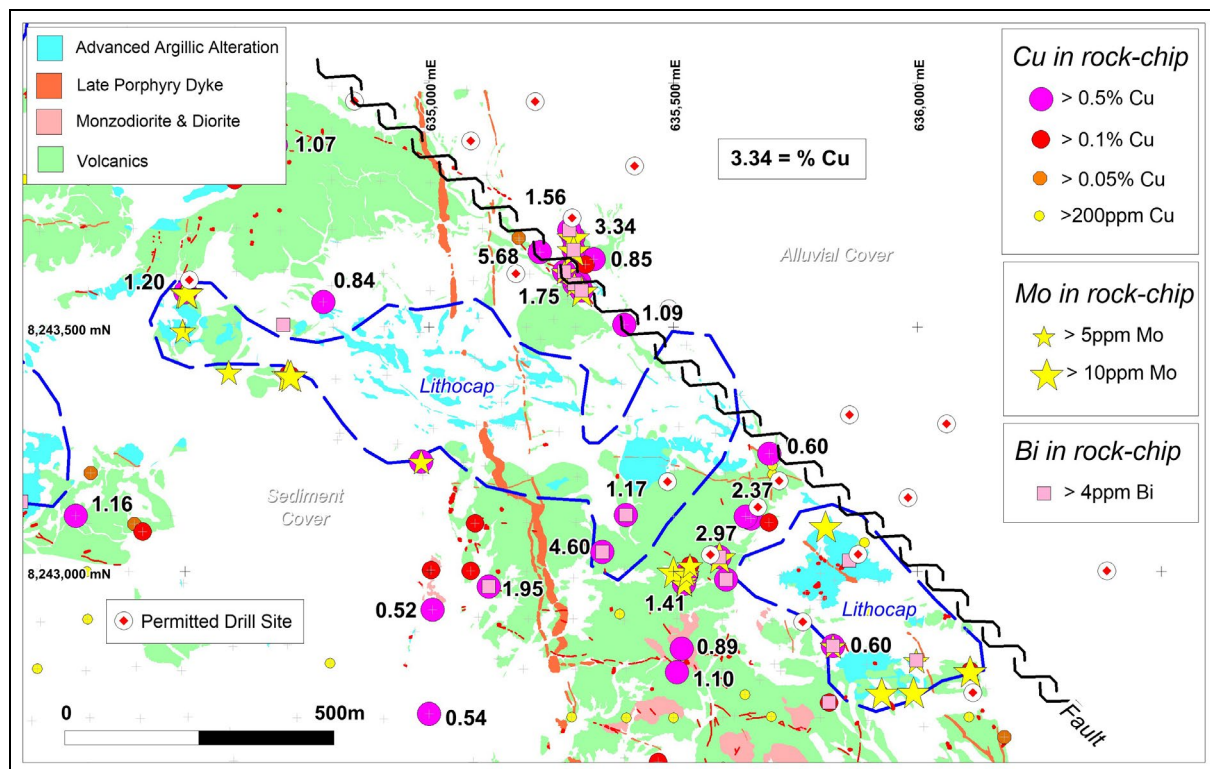 Advanced Argillic Alteration
Late Porphyry Dyke
Monzodiorite & Diorite
Volcanics
635,000 mE
635,500 mE
636,000 mE
Cu in rock-chip
> 0.5% Cu
> 0.1% Cu
> 0.05% Cu
>200ppm Cu
Mo in rock-chip
> 5ppm Mo
> 10ppm Mo
Bi in rock-chip
> 4ppm Bi
3.34 = % Cu
1.07
1.56
3.34
5.68
0.85
Alluvial Cover
1.20
0.84
1.75
1.09
8,243,500 mN
Lithocap
0.60
1.17
2.37
Sediment
Cover
1.16
4.60
2.97
8,243,000 mN
1.95
1.41
Lithocap
0.52
Permitted Drill Site
0.89
0.60
1.10
0.54
0
500m
Fault